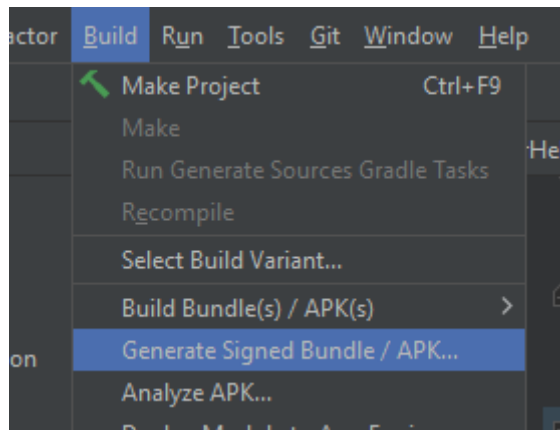 actor Build Run Tools Git Window Help
Make Project Ctrl+F9
Make
Run Generate Sources Gradle Tasks
rHe
Recompile
Select Build Variant...
Build Bundle(s) / APK(s) >
on
Generate Signed Bundle / APK...
Analyze APK...